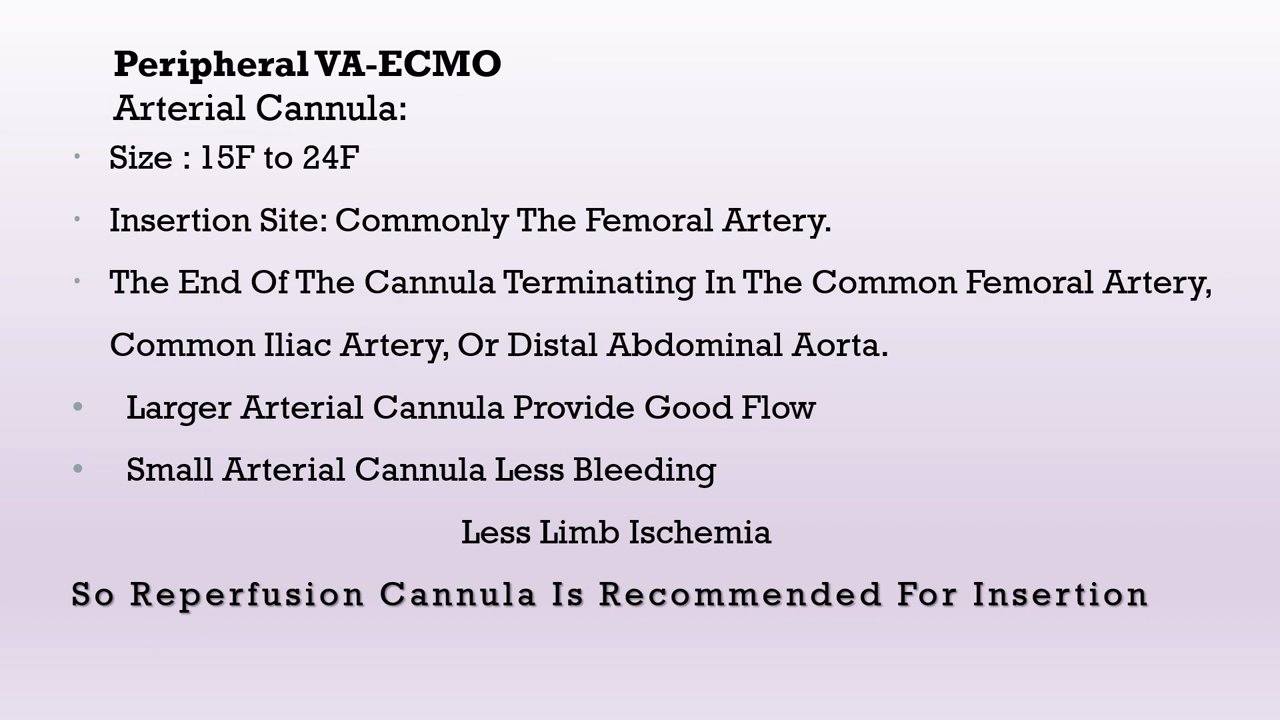 Peripheral VA-ECMO
Arterial Cannula:
• Size : 15F to 24F
• Insertion Site: Commonly The Femoral Artery.
• The End Of The Cannula Terminating In The Common Femoral Artery,
Common Iliac Artery, Or Distal Abdominal Aorta.
• Larger Arterial Cannula Provide Good Flow
• Small Arterial Cannula Less Bleeding
Less Limb Ischemia
So Reperfusion Cannula Is Recommended For Insertion